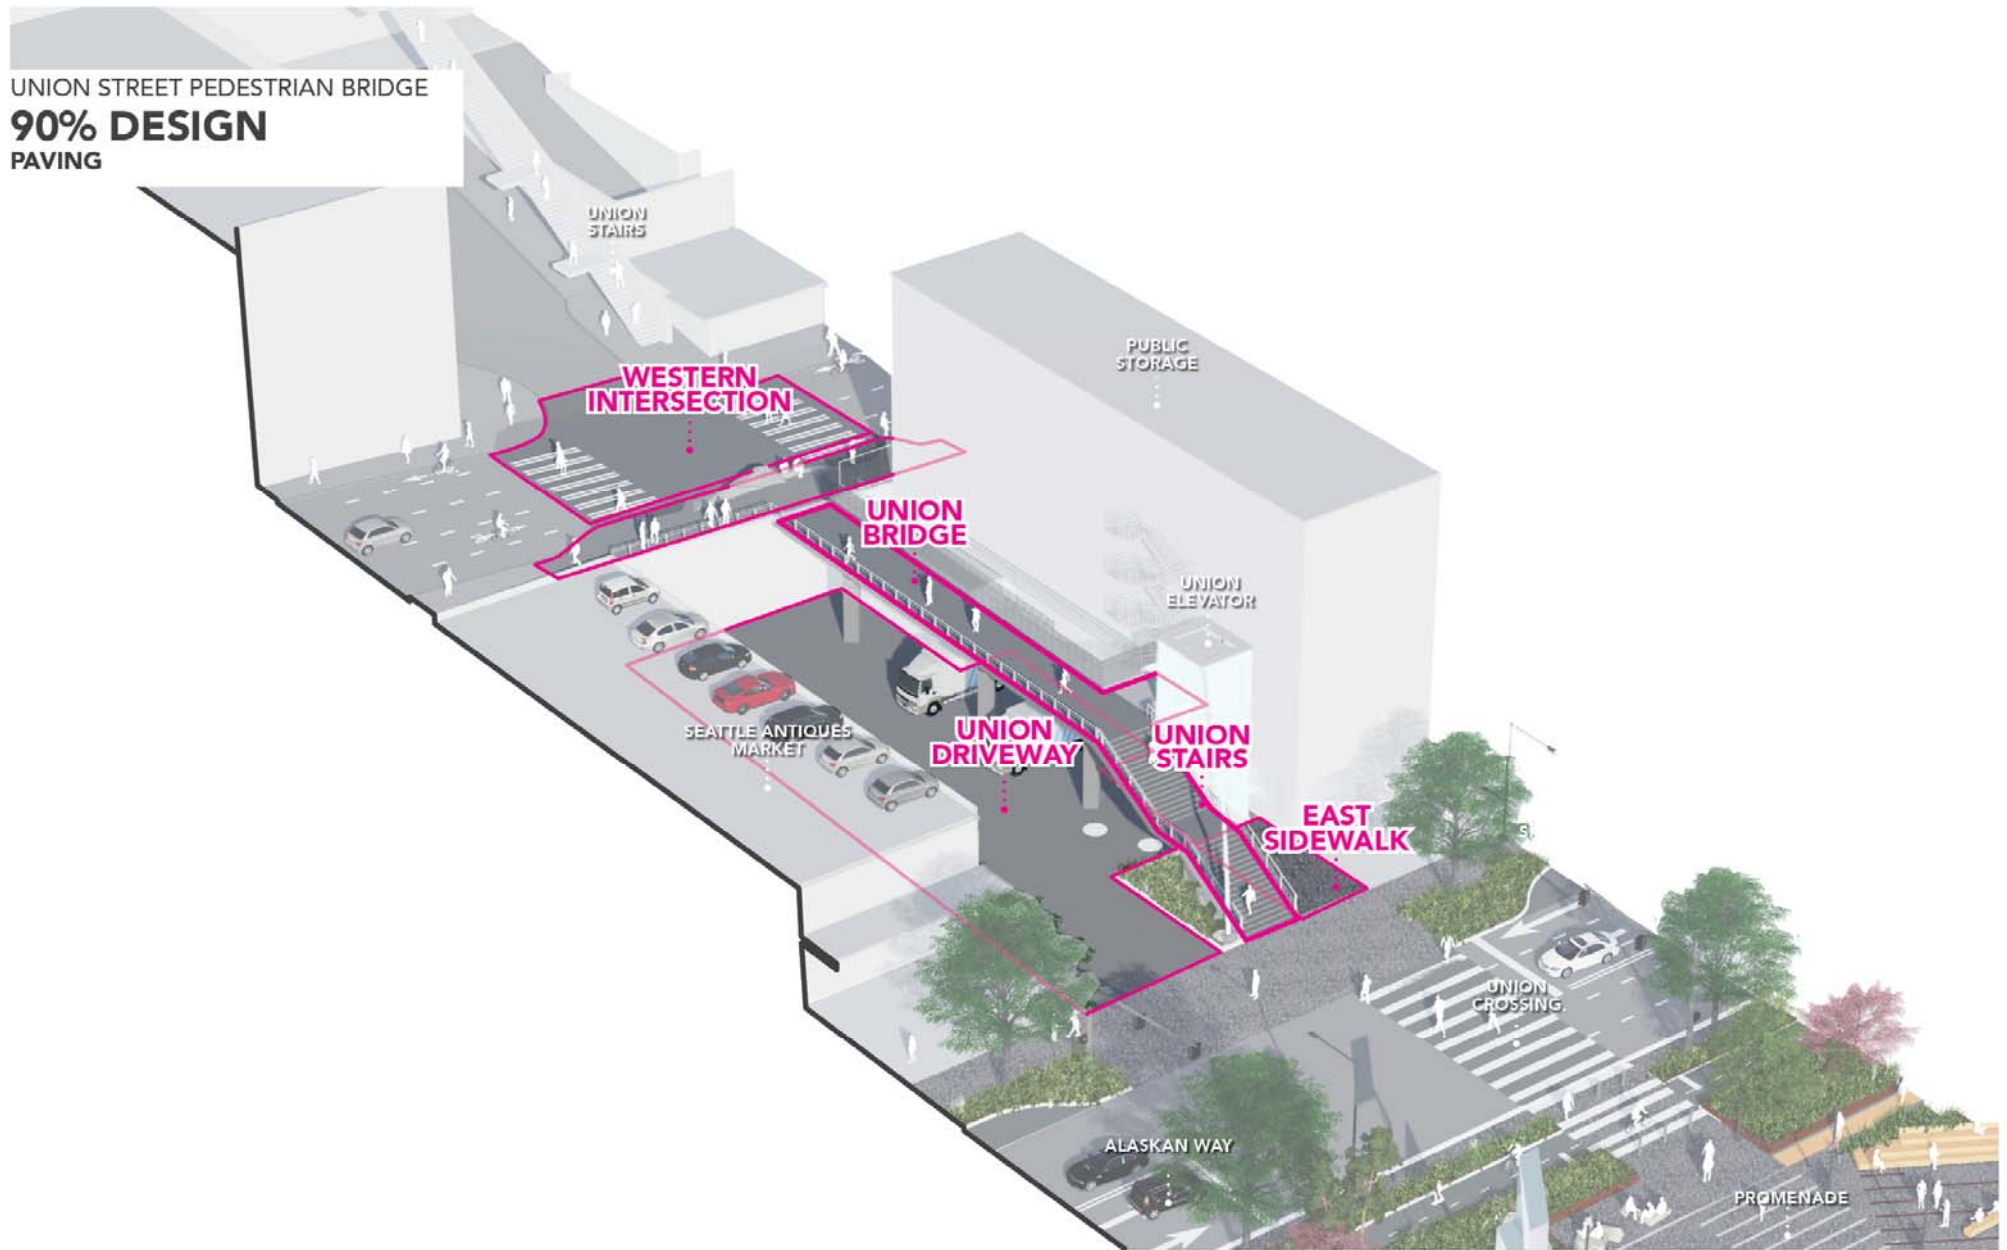 UNION STREET PEDESTRIAN BRIDGE
90% DESIGN
PAVING
UNION
STAIRS
PUBLIC
STORAGE
WESTERN
INTERSECTION
UNION
BRIDGE
UNION
ELEVATOR
SEATTLE ANTIQUES
MARKET
UNION
DRIVEWAY
UNION
STAIRS
EAST
SIDEWALK
UNION
CROSSING
ALASKAN WAY
PROMENADE